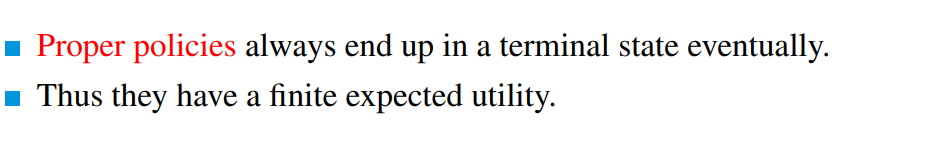 Proper policies always end up in a terminal state eventually.
Thus they have a finite expected utility.